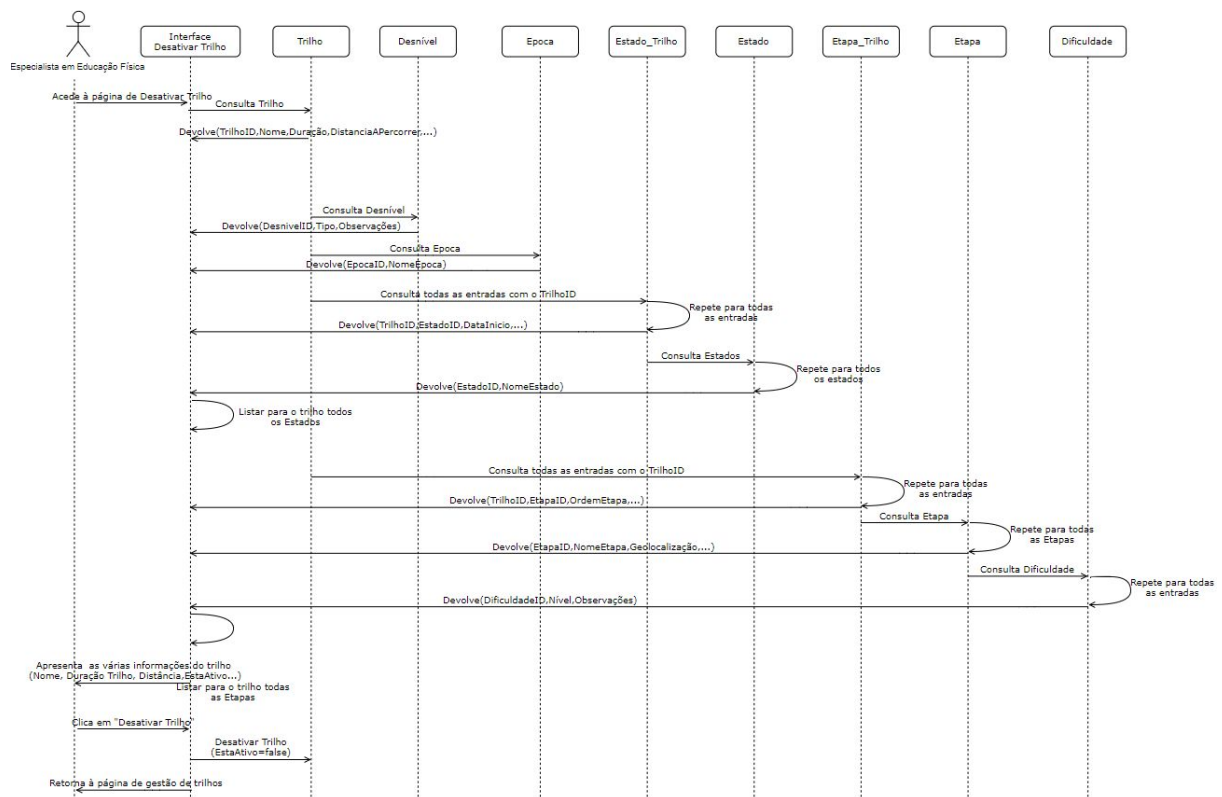 Interface
Desativar Trilho
Trilho
Desnível
Epoca
Estado_Trilho
Estado
Etapa_Trilho
Etapa
Dificuldade
Especialista em Educação Física
Acede à página de Desativar Trilho
Consulta Trilho
Devolve(TrilhoID,Nome,Duração,DistanciaAPercorrer,...)
Consulta Desnível
Devolve(DesnivelID,Tipo,Observações)
Consulta Epoca
Devolve(EpocaID,NomeEpoca)
Consulta todas as entradas com o TrilhoID
Repete para todas
as entradas
Devolve(TrilhoID,EstadoID,DataInicio,...)
Consulta Estados
Repete para todos
os estados
Devolve(EstadoID,NomeEstado)
Listar para o trilho todos
os Estados
Consulta todas as entradas com o TrilhoID
Repete para todas
as entradas
Devolve(TrilhoID,EtapaID,OrdemEtapa,...)
Consulta Etapa
Repete para todas
as Etapas
Devolve(EtapaID,NomeEtapa,Geolocalização,...)
Consulta Dificuldade
Repete para todas
as entradas
Devolve(DificuldadeID,Nível,Observações)
Apresenta as várias informações do trilho
(Nome, Duração Trilho, Distância,EstaAtivo...)
Listar para o trilho todas
as Etapas
Clica em "Desativar Trilho"
Desativar Trilho
(EstaAtivo=false)
Retorna à página de gestão de trilhos